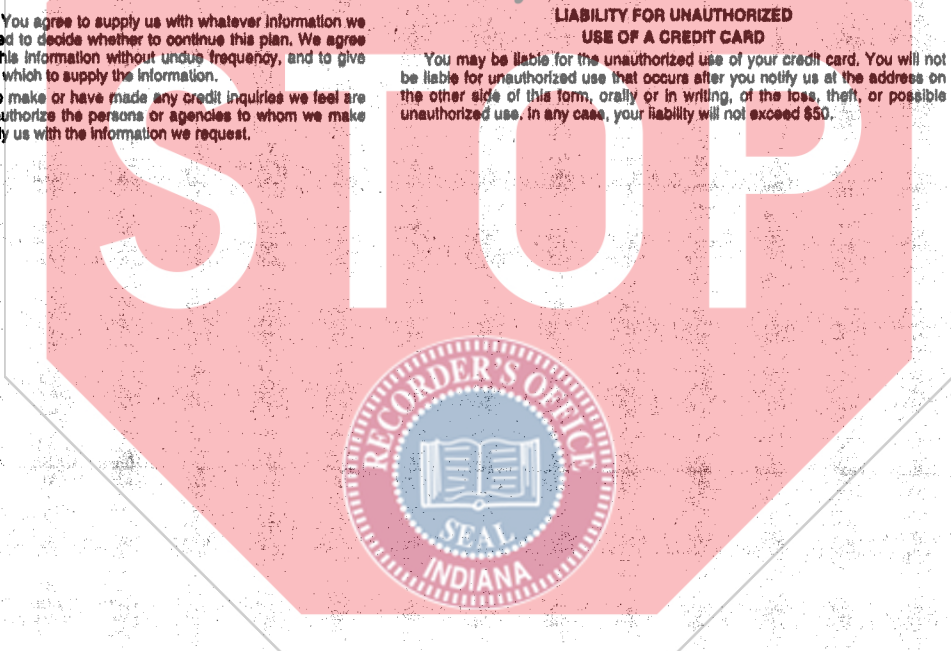 You agree to supply us with whatever information we
to decide whether to continue this plan. We agree
information without undue frequency, and to give
which to supply the information.
make or have made any credit inquiries we feel are
the persons or agencies to whom we make
us with the information we request.
LIABILITY FOR UNAUTHORIZED
USE OF A CREDIT CARD
You may be liable for the unauthorized use of your credit card. You will not
be liable for unauthorized use that occurs after you notify us at the address on
the other side of this form, orally or in writing, of the loss, theft, or possible
unauthorized use. In any case, your liability will not exceed $50.
STOP
RECORDER'S OFFICE
SEAL
INDIANA